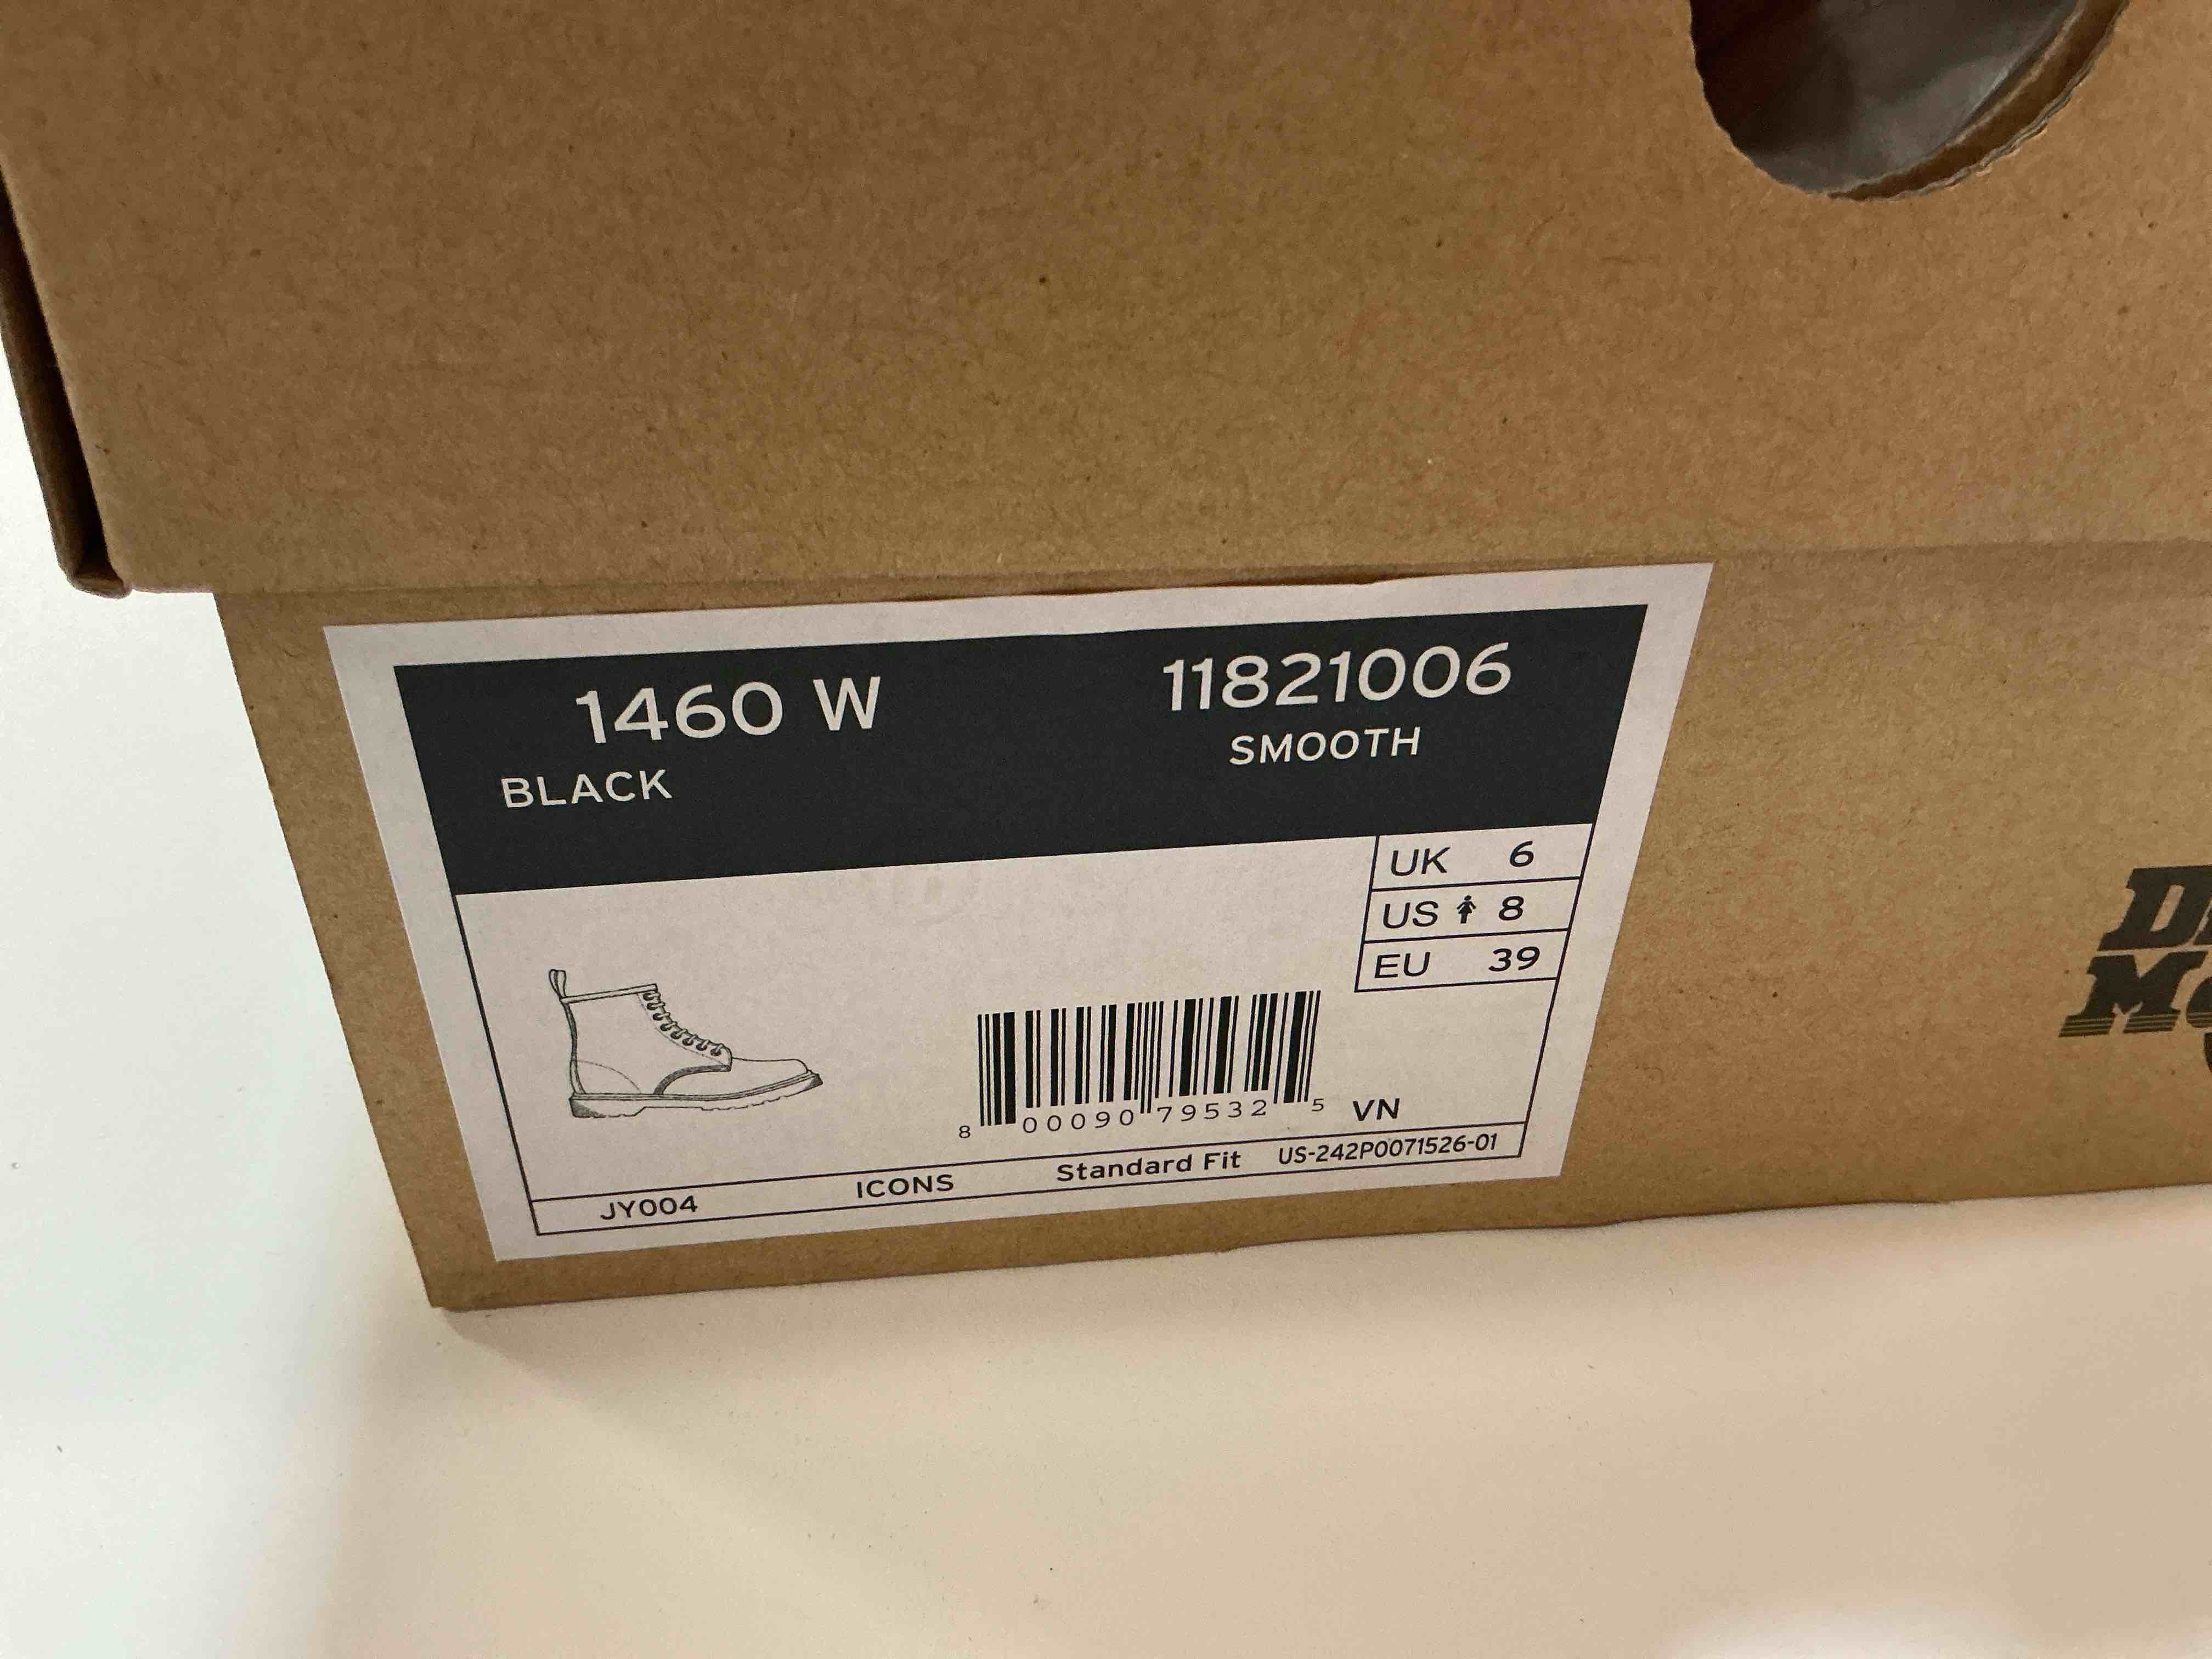 1460 W 11821006
BLACK SMOOTH
UK 6
US 8
EU 39
8 00090 79532 5 VN
JY004 ICONS Standard Fit US-242P0071526-01